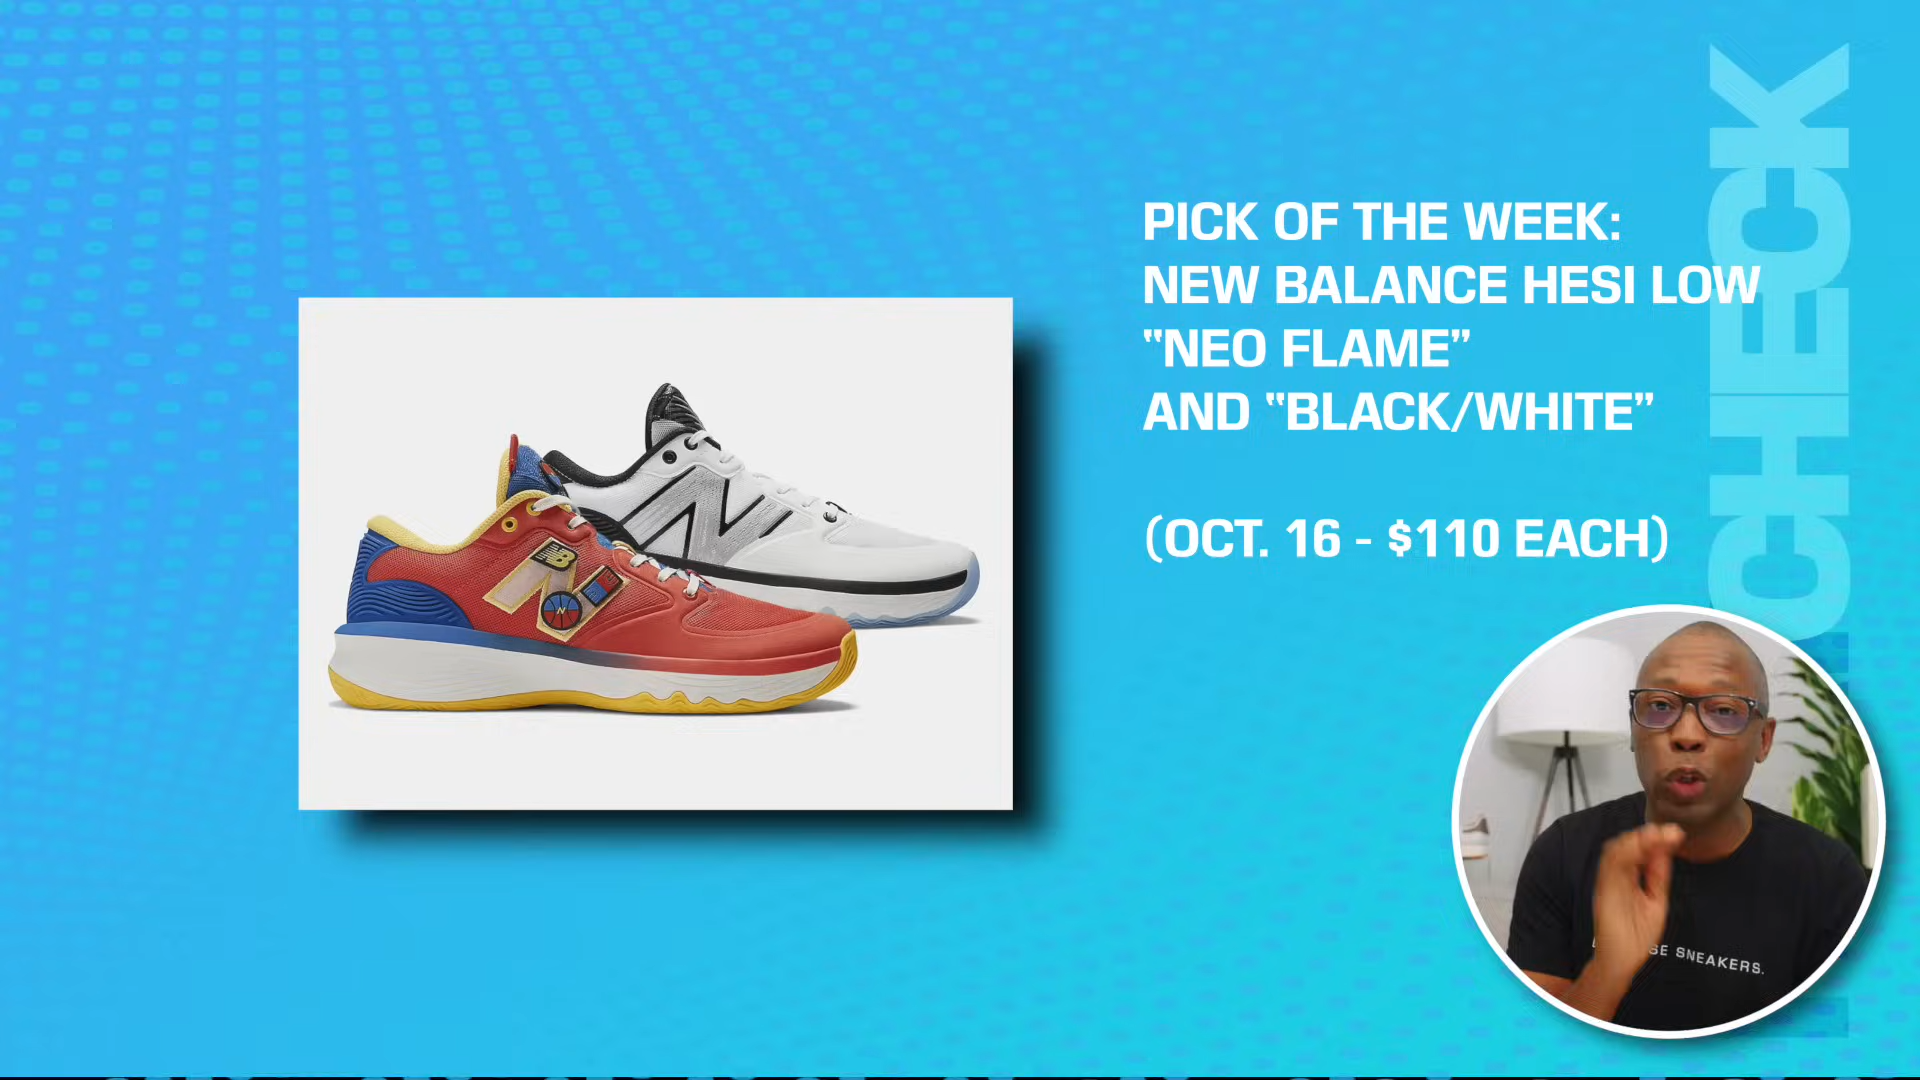 PICK OF THE WEEK:
NEW BALANCE HESI LOW
“NEO FLAME”
AND “BLACK/WHITE”
(OCT. 16 - $110 EACH)
CHECK
SNEAKERS.